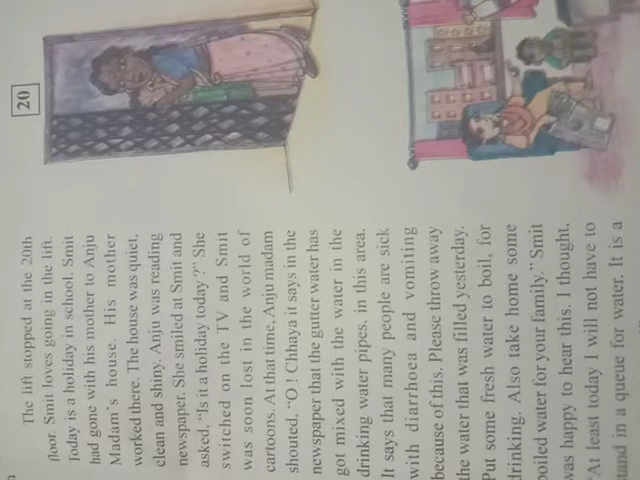 20
The lift stopped at the 20th
floor. Smit loves going in the lift.
Today is a holiday in school. Smit
had gone with his mother to Anju
Madam's house. His mother
worked there. The house was quiet,
clean and shiny. Anju was reading
newspaper. She smiled at Smit and
asked, "Is it a holiday today ?" She
switched on the TV and Smit
was soon lost in the world of
cartoons. At that time, Anju madam
shouted. "O ! Chhaya it says in the
newspaper that the gutter water has
got mixed with the water in the
drinking water pipes, in this area.
It says that many people are sick
with diarrhoea and vomiting
because of this. Please throw away
the water that was filled yesterday.
Put some fresh water to boil, for
drinking. Also take home some
boiled water for your family." Smit
was happy to hear this. I thought,
"At least today I will not have to
stand in a queue for water. It is a